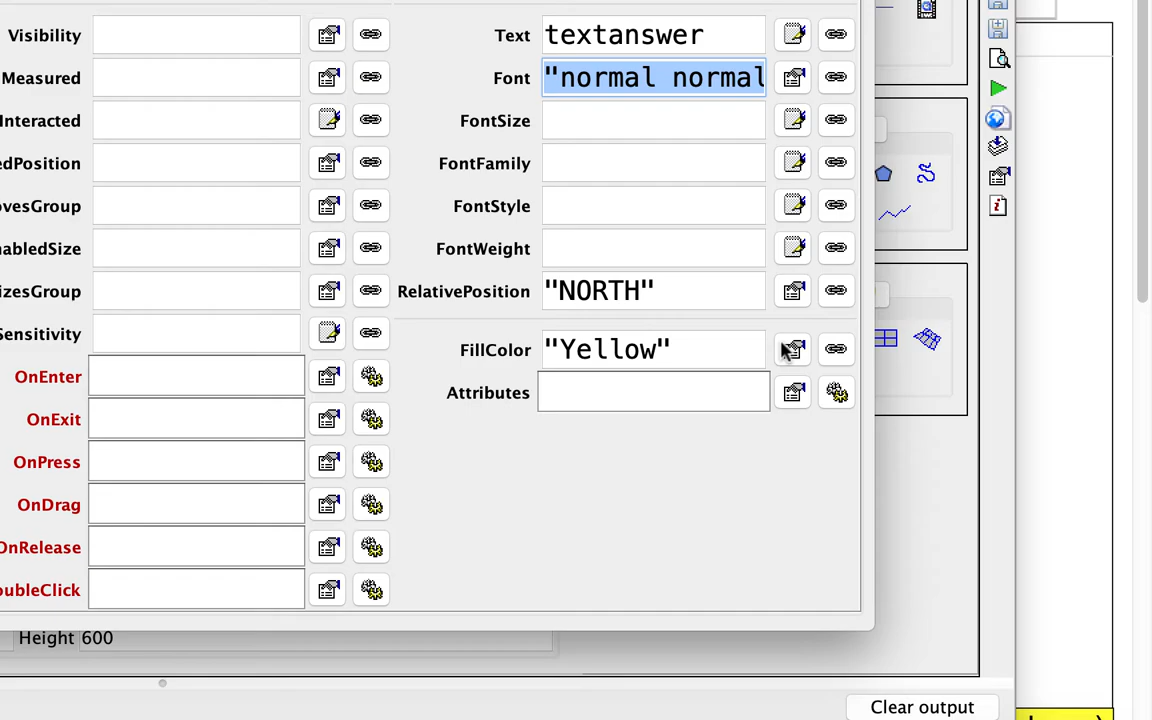 Visibility
Measured
Interacted
edPosition
ovesGroup
nabledSize
izesGroup
Sensitivity
OnEnter
OnExit
OnPress
OnDrag
OnRelease
oubleClick
Text textanswer
Font "normal normal
FontSize
FontFamily
FontStyle
FontWeight
RelativePosition "NORTH"
FillColor "Yellow"
Attributes
Height 600
Clear output